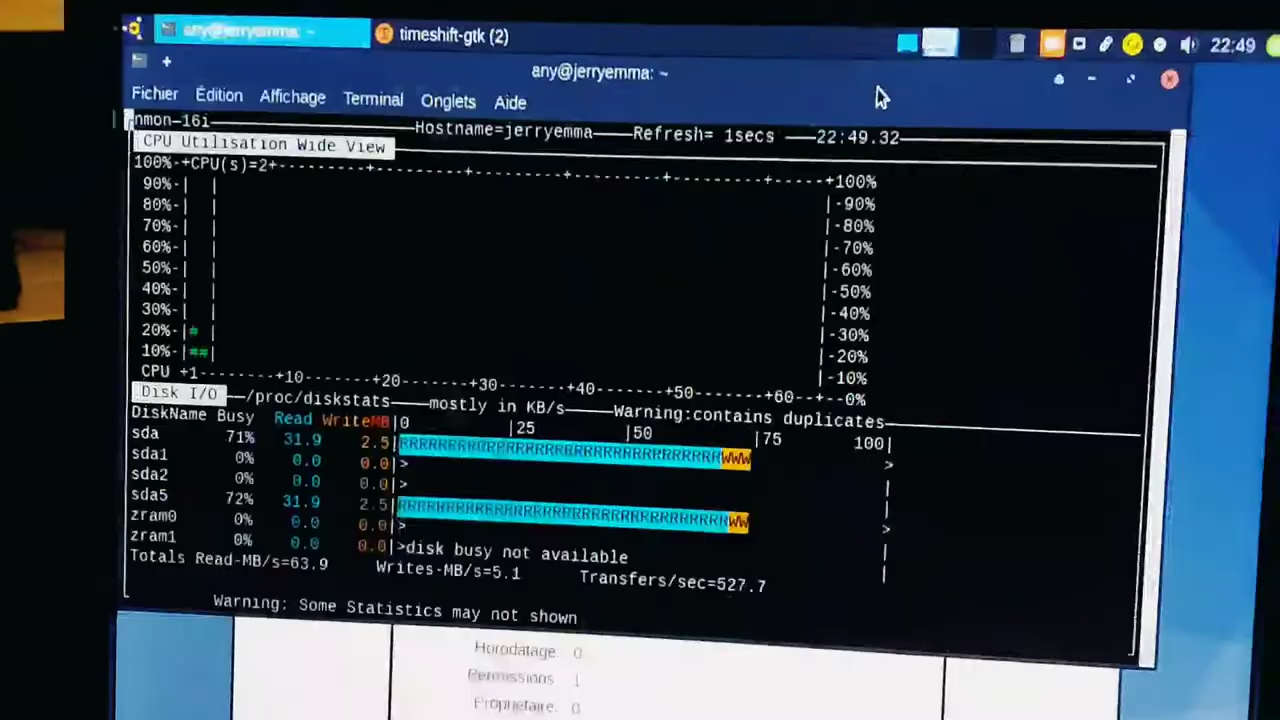 any@jerryemma: ~ timeshift-gtk (2) 22:49
any@jerryemma: ~
Fichier Édition Affichage Terminal Onglets Aide
nmon—16i Hostname=jerryemma Refresh= 1secs 22:49.32
CPU Utilisation Wide View
100%-+CPU(s)=2+---------+---------+---------+---------+---------+-----+100%
90%-| | |-90%
80%-| | |-80%
70%-| | |-70%
60%-| | |-60%
50%-| | |-50%
40%-| | |-40%
30%-| | |-30%
20%-|# | |-20%
10%-|##| |-10%
CPU +1--------+10-------+20-------+30-------+40-------+50-------+60--+--0%
Disk I/O /proc/diskstats mostly in KB/s Warning:contains duplicates
DiskName Busy Read WriteMB|0 |25 |50 |75 100|
sda 71% 31.9 2.5|RRRRRRRRRRRRRRRRRRRRRRRRRRRRRRRRRWWW >
sda1 0% 0.0 0.0|> |
sda2 0% 0.0 0.0|> |
sda5 72% 31.9 2.5|RRRRRRRRRRRRRRRRRRRRRRRRRRRRRRRRRRWW >
zram0 0% 0.0 0.0|> |
zram1 0% 0.0 0.0|>disk busy not available |
Totals Read-MB/s=63.9 Writes-MB/s=5.1 Transfers/sec=527.7
Warning: Some Statistics may not shown
Horodatage: 0
Permissions 1
Propriétaire: 0